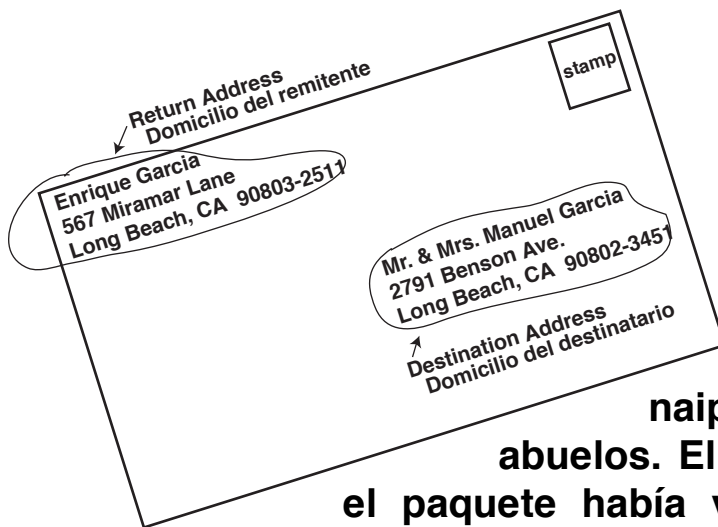 stamp
Return Address
Domicilio del remitente
Enrique Garcia
567 Miramar Lane
Long Beach, CA 90803-2511
Mr. & Mrs. Manuel Garcia
2791 Benson Ave.
Long Beach, CA 90802-3451
Destination Address
Domicilio del destinatario
abuelos. El
el paquete había